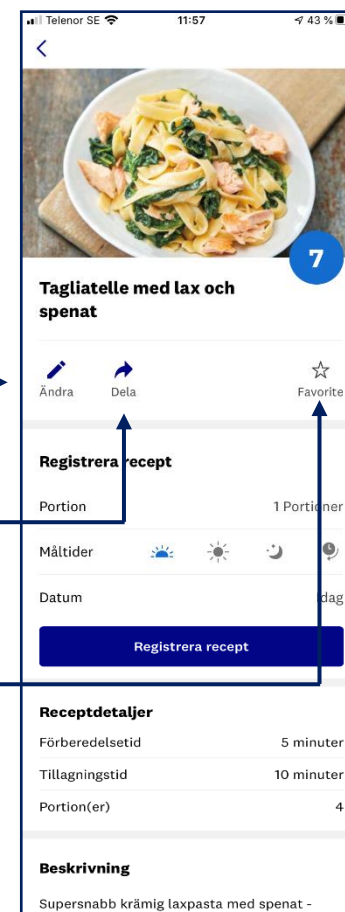 Telenor SE 11:57 43 %
7
Tagliatelle med lax och
spenat
Ändra Dela Favorite
Registrera recept
Portion 1 Portioner
Måltider
Datum Idag
Registrera recept
Receptdetaljer
Förberedelsetid 5 minuter
Tillagningstid 10 minuter
Portion(er) 4
Beskrivning
Supersnabb krämig laxpasta med spenat -